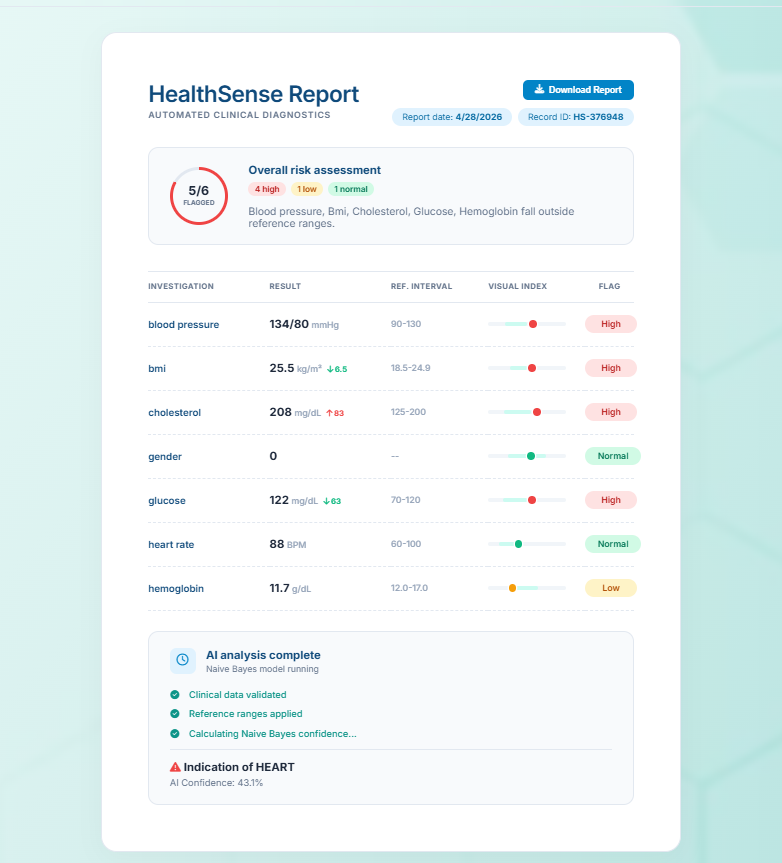 HealthSense Report
AUTOMATED CLINICAL DIAGNOSTICS
Download Report
Report date: 4/28/2026
Record ID: HS-376948
5/6
FLAGGED
Overall risk assessment
4 high 1 low 1 normal
Blood pressure, Bmi, Cholesterol, Glucose, Hemoglobin fall outside
reference ranges.
INVESTIGATION RESULT REF. INTERVAL VISUAL INDEX FLAG
blood pressure 134/80 mmHg 90-130 High
bmi 25.5 kg/m² ↓6.5 18.5-24.9 High
cholesterol 208 mg/dL ↑83 125-200 High
gender 0 -- Normal
glucose 122 mg/dL ↓63 70-120 High
heart rate 88 BPM 60-100 Normal
hemoglobin 11.7 g/dL 12.0-17.0 Low
AI analysis complete
Naive Bayes model running
Clinical data validated
Reference ranges applied
Calculating Naive Bayes confidence...
Indication of HEART
AI Confidence: 43.1%